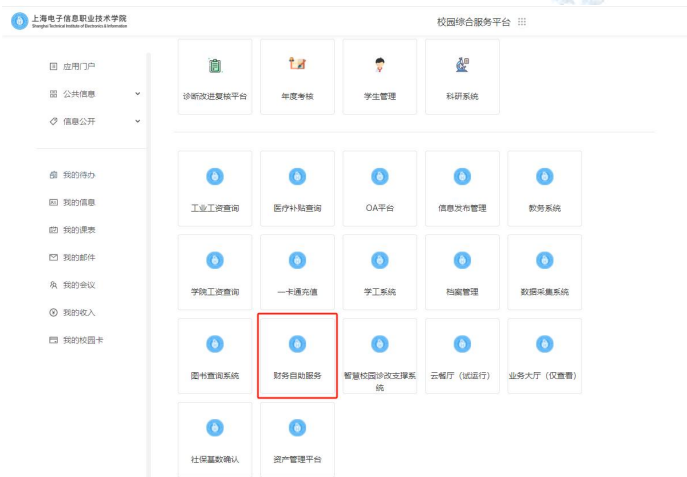 上海电子信息职业技术学院
Shanghai Technical Institute of Electronics & Information
校园综合服务平台
应用门户
公共信息
信息公开
我的待办
我的信息
我的课表
我的邮件
我的会议
我的收入
我的校园卡
诊断改进复核平台
年度考核
学生管理
科研系统
工业工资查询
医疗补贴查询
OA平台
信息发布管理
教务系统
学院工资查询
一卡通充值
学工系统
档案管理
数据采集系统
图书查询系统
财务自助服务
智慧校园诊改支撑系
统
云餐厅（试运行）
业务大厅（仅查看）
社保基数确认
资产管理平台